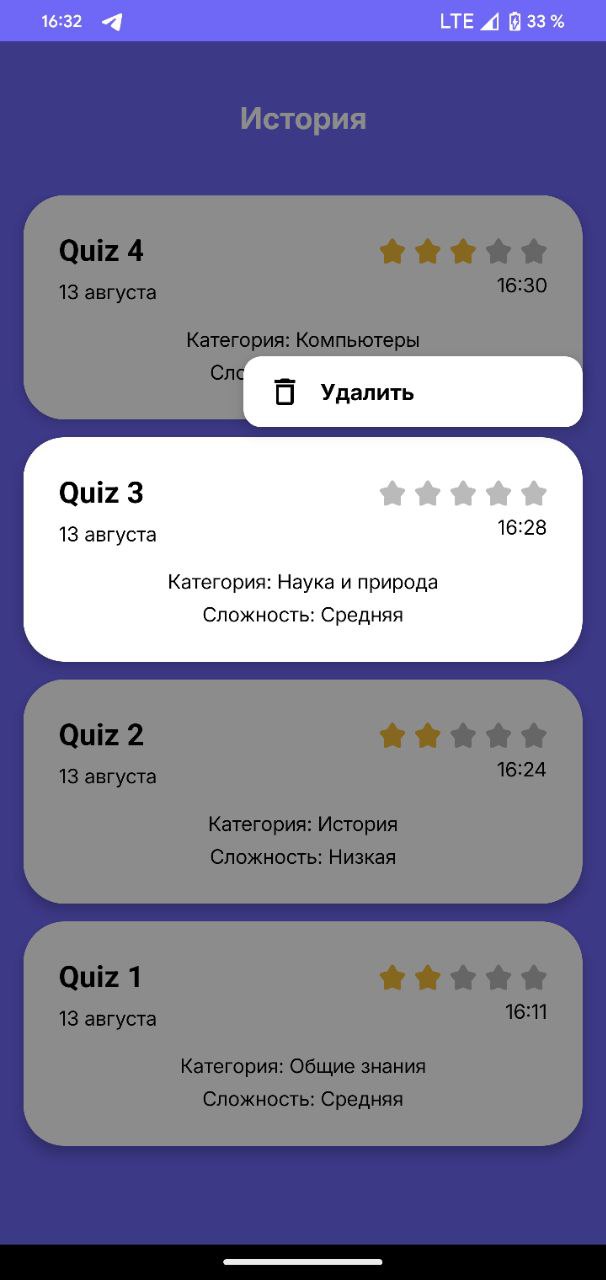 16:32 LTE 33 %
История
Quiz 4
13 августа 16:30
Категория: Компьютеры
Сло
Удалить
Quiz 3
13 августа 16:28
Категория: Наука и природа
Сложность: Средняя
Quiz 2
13 августа 16:24
Категория: История
Сложность: Низкая
Quiz 1
13 августа 16:11
Категория: Общие знания
Сложность: Средняя